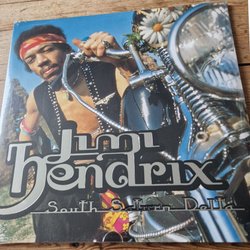 Jimi
Hendrix
South Saturn Delta